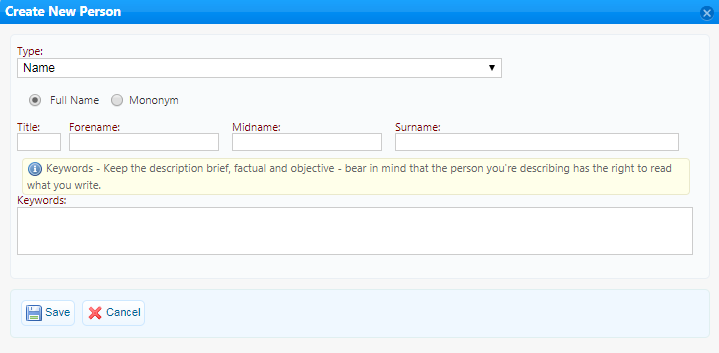 Create New Person
Type:
Name
Full Name Mononym
Title: Forename: Midname: Surname:
Keywords - Keep the description brief, factual and objective - bear in mind that the person you're describing has the right to read
what you write.
Keywords:
Save Cancel